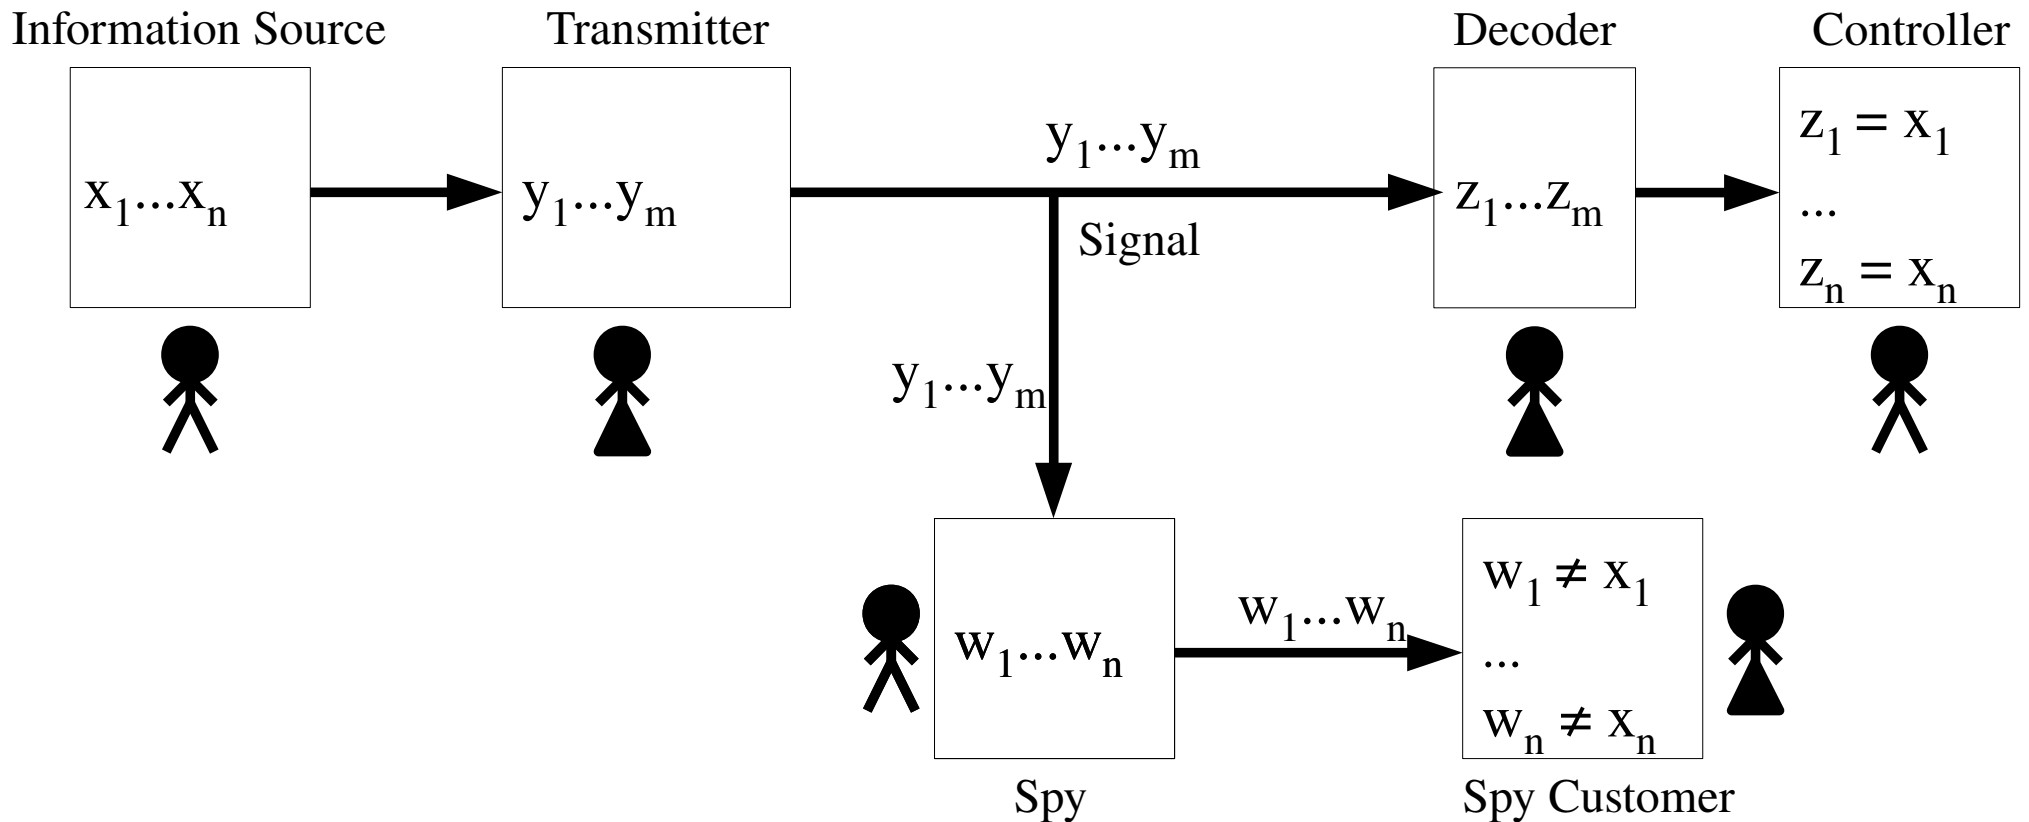 Information Source
Transmitter
Decoder
Controller
x₁...xₙ
y₁...yₘ
y₁...yₘ
Signal
z₁...zₘ
z₁ = x₁
...
zₙ = xₙ
y₁...yₘ
w₁...wₙ
w₁...wₙ
w₁ ≠ x₁
...
wₙ ≠ xₙ
Spy
Spy Customer